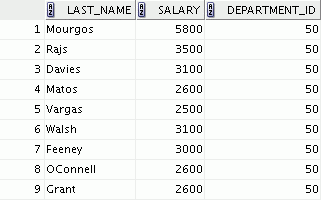 LAST_NAME SALARY DEPARTMENT_ID
1 Mourgos 5800 50
2 Rajs 3500 50
3 Davies 3100 50
4 Matos 2600 50
5 Vargas 2500 50
6 Walsh 3100 50
7 Feeney 3000 50
8 OConnell 2600 50
9 Grant 2600 50